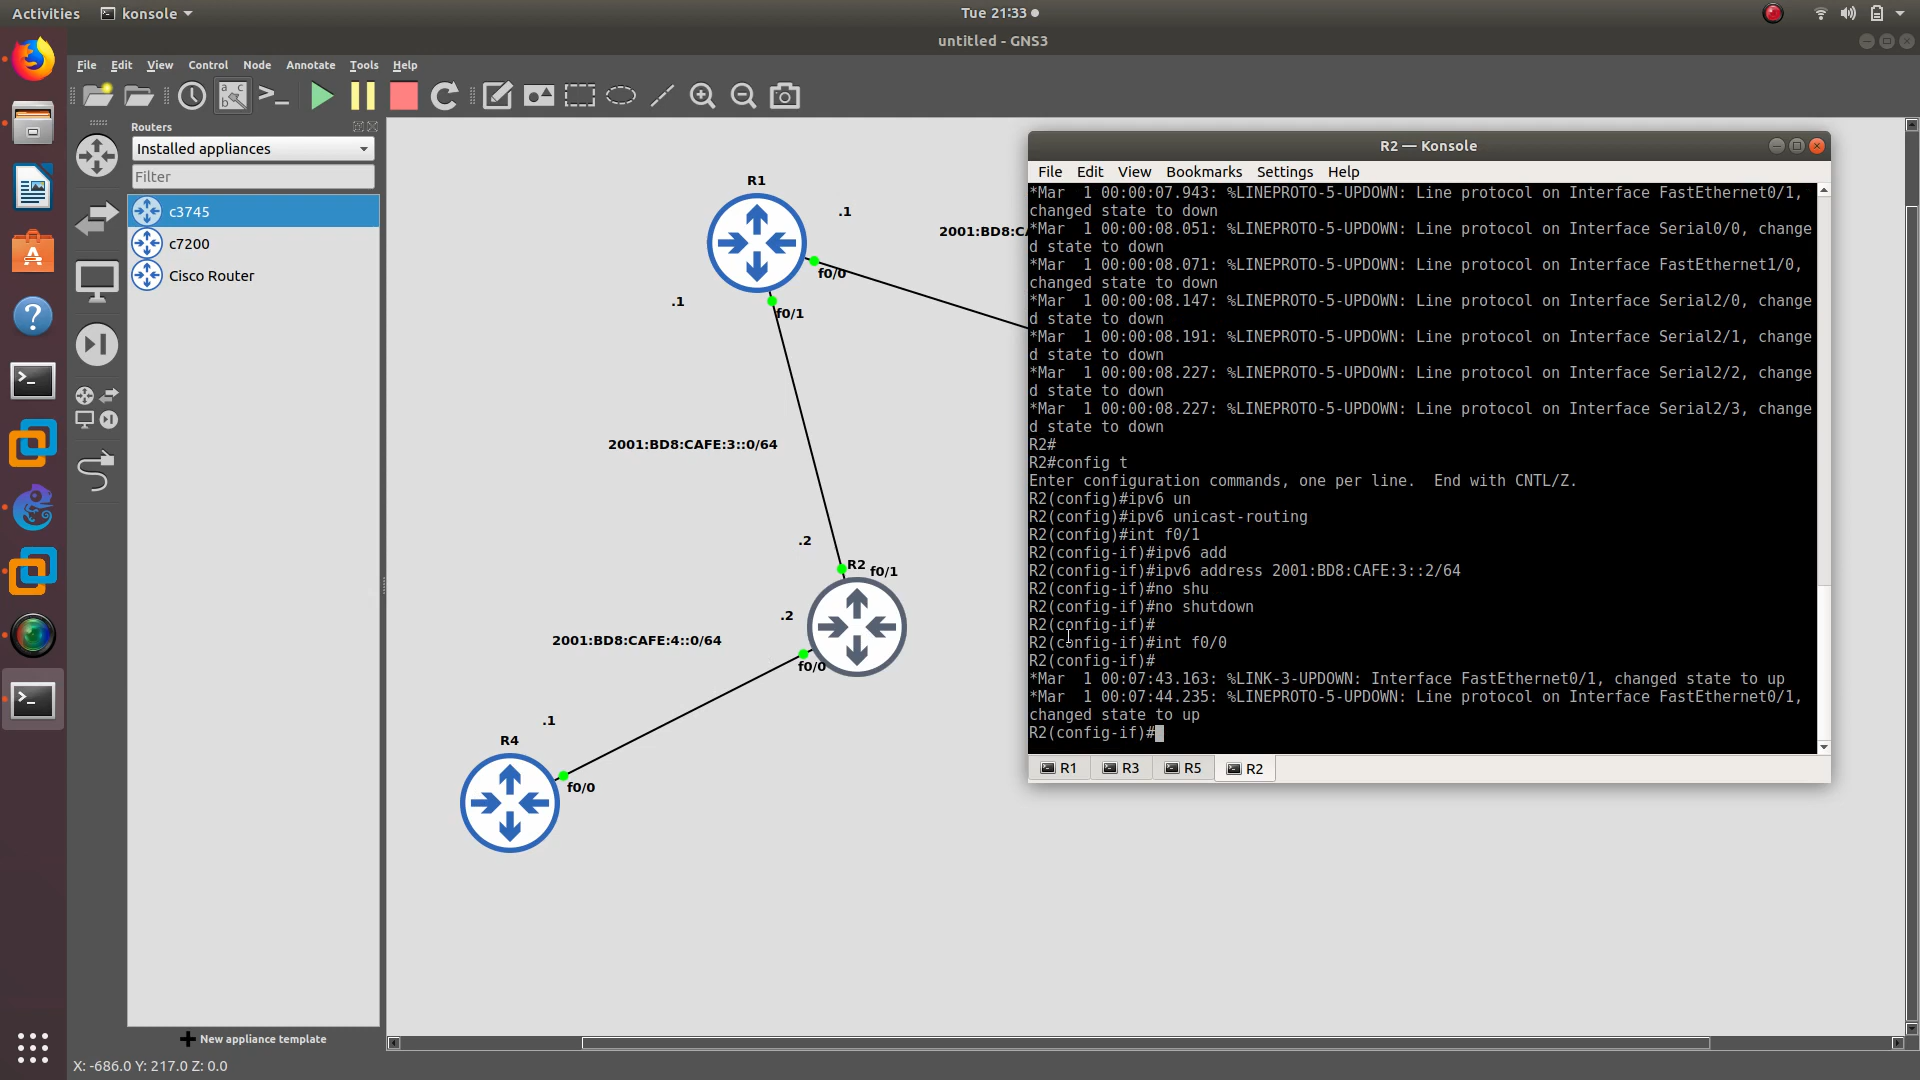 Activities
konsole
Tue 21:33
untitled - GNS3
File Edit View Control Node Annotate Tools Help
Routers
Installed appliances
Filter
c3745
c7200
Cisco Router
New appliance template
X: -686.0 Y: 217.0 Z: 0.0
R1
.1
2001:BD8:CA
f0/0
.1
f0/1
2001:BD8:CAFE:3::0/64
.2
R2
f0/1
.2
2001:BD8:CAFE:4::0/64
f0/0
.1
R4
f0/0
R2 — Konsole
File Edit View Bookmarks Settings Help
*Mar  1 00:00:07.943: %LINEPROTO-5-UPDOWN: Line protocol on Interface FastEthernet0/1,
changed state to down
*Mar  1 00:00:08.051: %LINEPROTO-5-UPDOWN: Line protocol on Interface Serial0/0, change
d state to down
*Mar  1 00:00:08.071: %LINEPROTO-5-UPDOWN: Line protocol on Interface FastEthernet1/0,
changed state to down
*Mar  1 00:00:08.147: %LINEPROTO-5-UPDOWN: Line protocol on Interface Serial2/0, change
d state to down
*Mar  1 00:00:08.191: %LINEPROTO-5-UPDOWN: Line protocol on Interface Serial2/1, change
d state to down
*Mar  1 00:00:08.227: %LINEPROTO-5-UPDOWN: Line protocol on Interface Serial2/2, change
d state to down
*Mar  1 00:00:08.227: %LINEPROTO-5-UPDOWN: Line protocol on Interface Serial2/3, change
d state to down
R2#
R2#config t
Enter configuration commands, one per line.  End with CNTL/Z.
R2(config)#ipv6 un
R2(config)#ipv6 unicast-routing
R2(config)#int f0/1
R2(config-if)#ipv6 add
R2(config-if)#ipv6 address 2001:BD8:CAFE:3::2/64
R2(config-if)#no shu
R2(config-if)#no shutdown
R2(config-if)#
R2(config-if)#int f0/0
R2(config-if)#
*Mar  1 00:07:43.163: %LINK-3-UPDOWN: Interface FastEthernet0/1, changed state to up
*Mar  1 00:07:44.235: %LINEPROTO-5-UPDOWN: Line protocol on Interface FastEthernet0/1,
changed state to up
R2(config-if)#
R1 R3 R5 R2